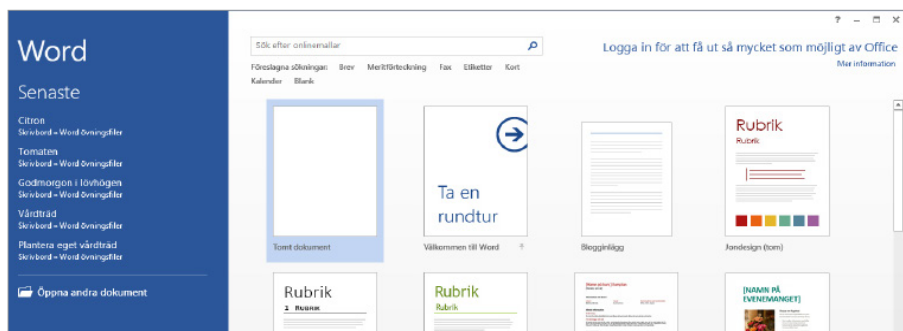 Word
Senaste
Citron
Skrivbord » Word övningsfiler
Tomaten
Skrivbord » Word övningsfiler
Godmorgon i lövhögen
Skrivbord » Word övningsfiler
Vårdträd
Skrivbord » Word övningsfiler
Plantera eget vårdträd
Skrivbord » Word övningsfiler
Öppna andra dokument
?
Sök efter onlinemallar
Logga in för att få ut så mycket som möjligt av Office
Mer information
Föreslagna sökningar: Brev Meritförteckning Fax Etiketter Kort
Kalender Blank
Ta en
rundtur
Rubrik
Rubrik
Tomt dokument
Välkommen till Word
Blogginlägg
Jondesign (tom)
Rubrik
1 Rubrik
Rubrik
Rubrik
[NAMN PÅ
EVENEMANGET]